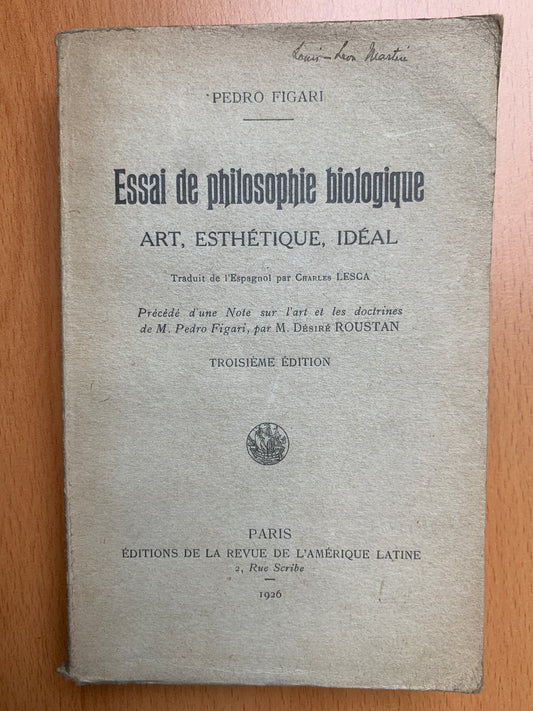 Louis-Léon Martin
PEDRO FIGARI
Essai de philosophie biologique
ART, ESTHÉTIQUE, IDÉAL
Traduit de l'Espagnol par CHARLES LESCA
Précédé d'une Note sur l'art et les doctrines
de M. Pedro Figari, par M. DÉSIRÉ ROUSTAN
TROISIÈME ÉDITION
PARIS
ÉDITIONS DE LA REVUE DE L'AMÉRIQUE LATINE
2, Rue Scribe
1926